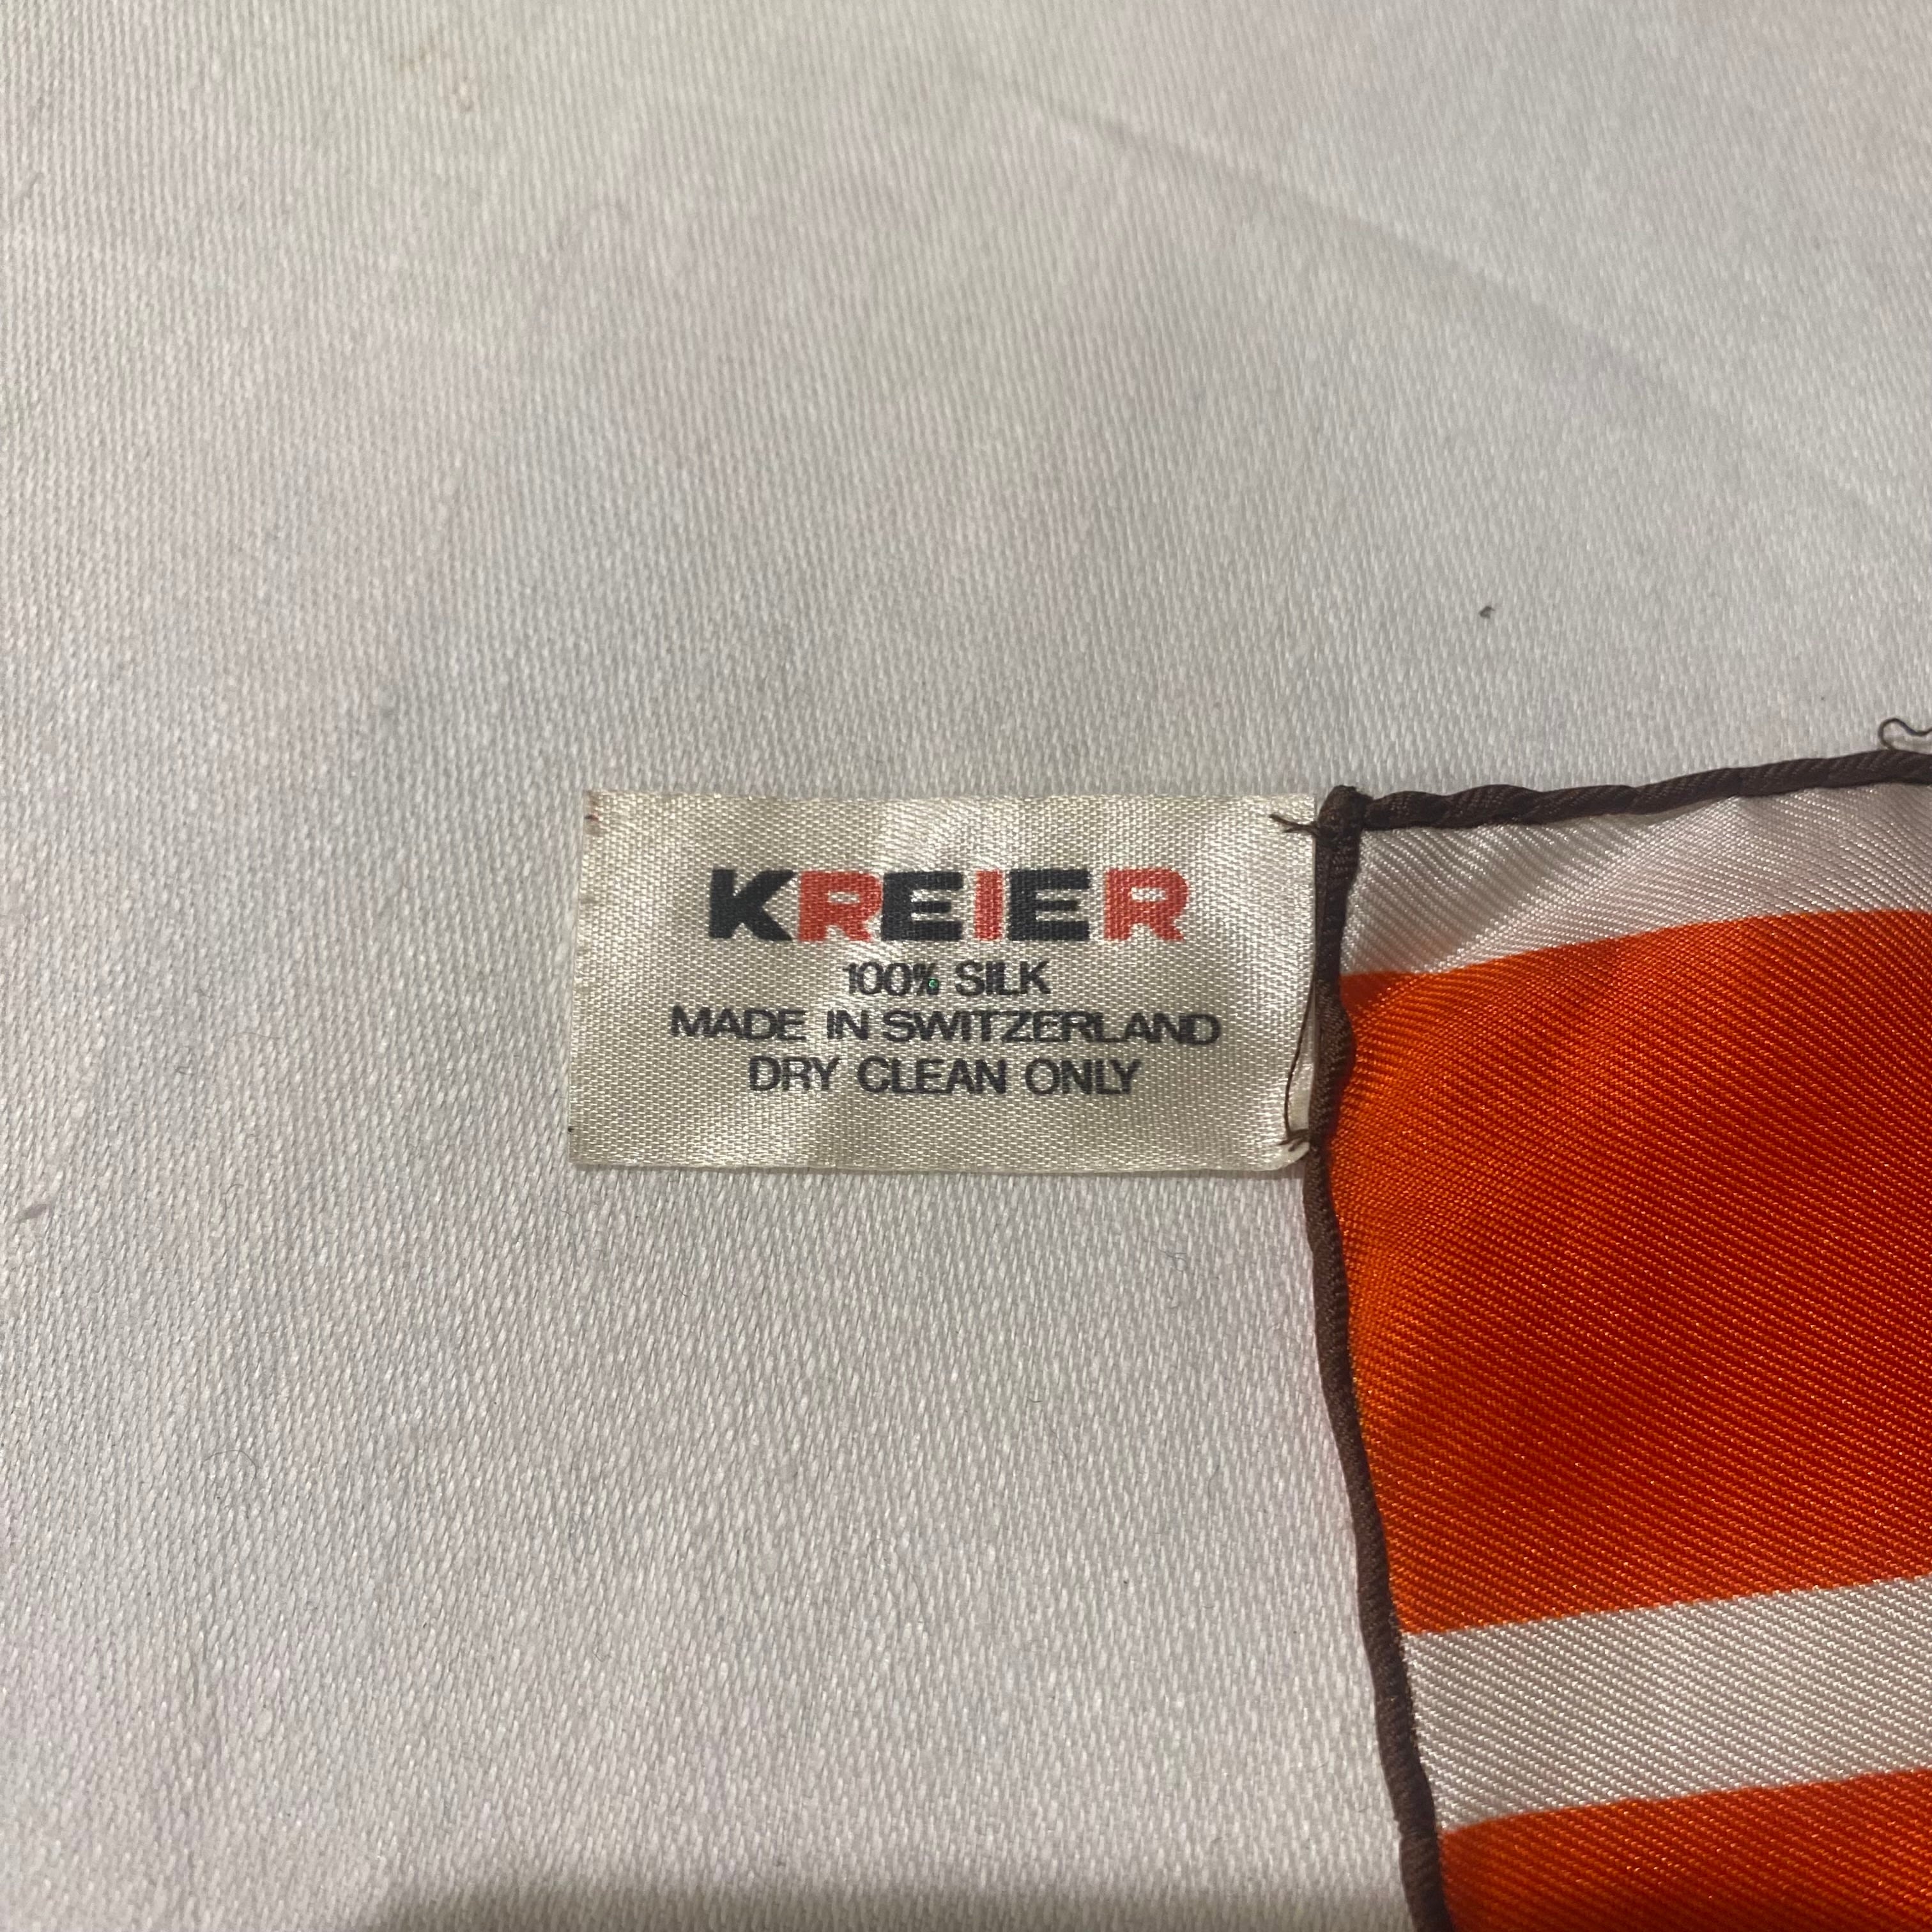 KREIER
100% SILK
MADE IN SWITZERLAND
DRY CLEAN ONLY